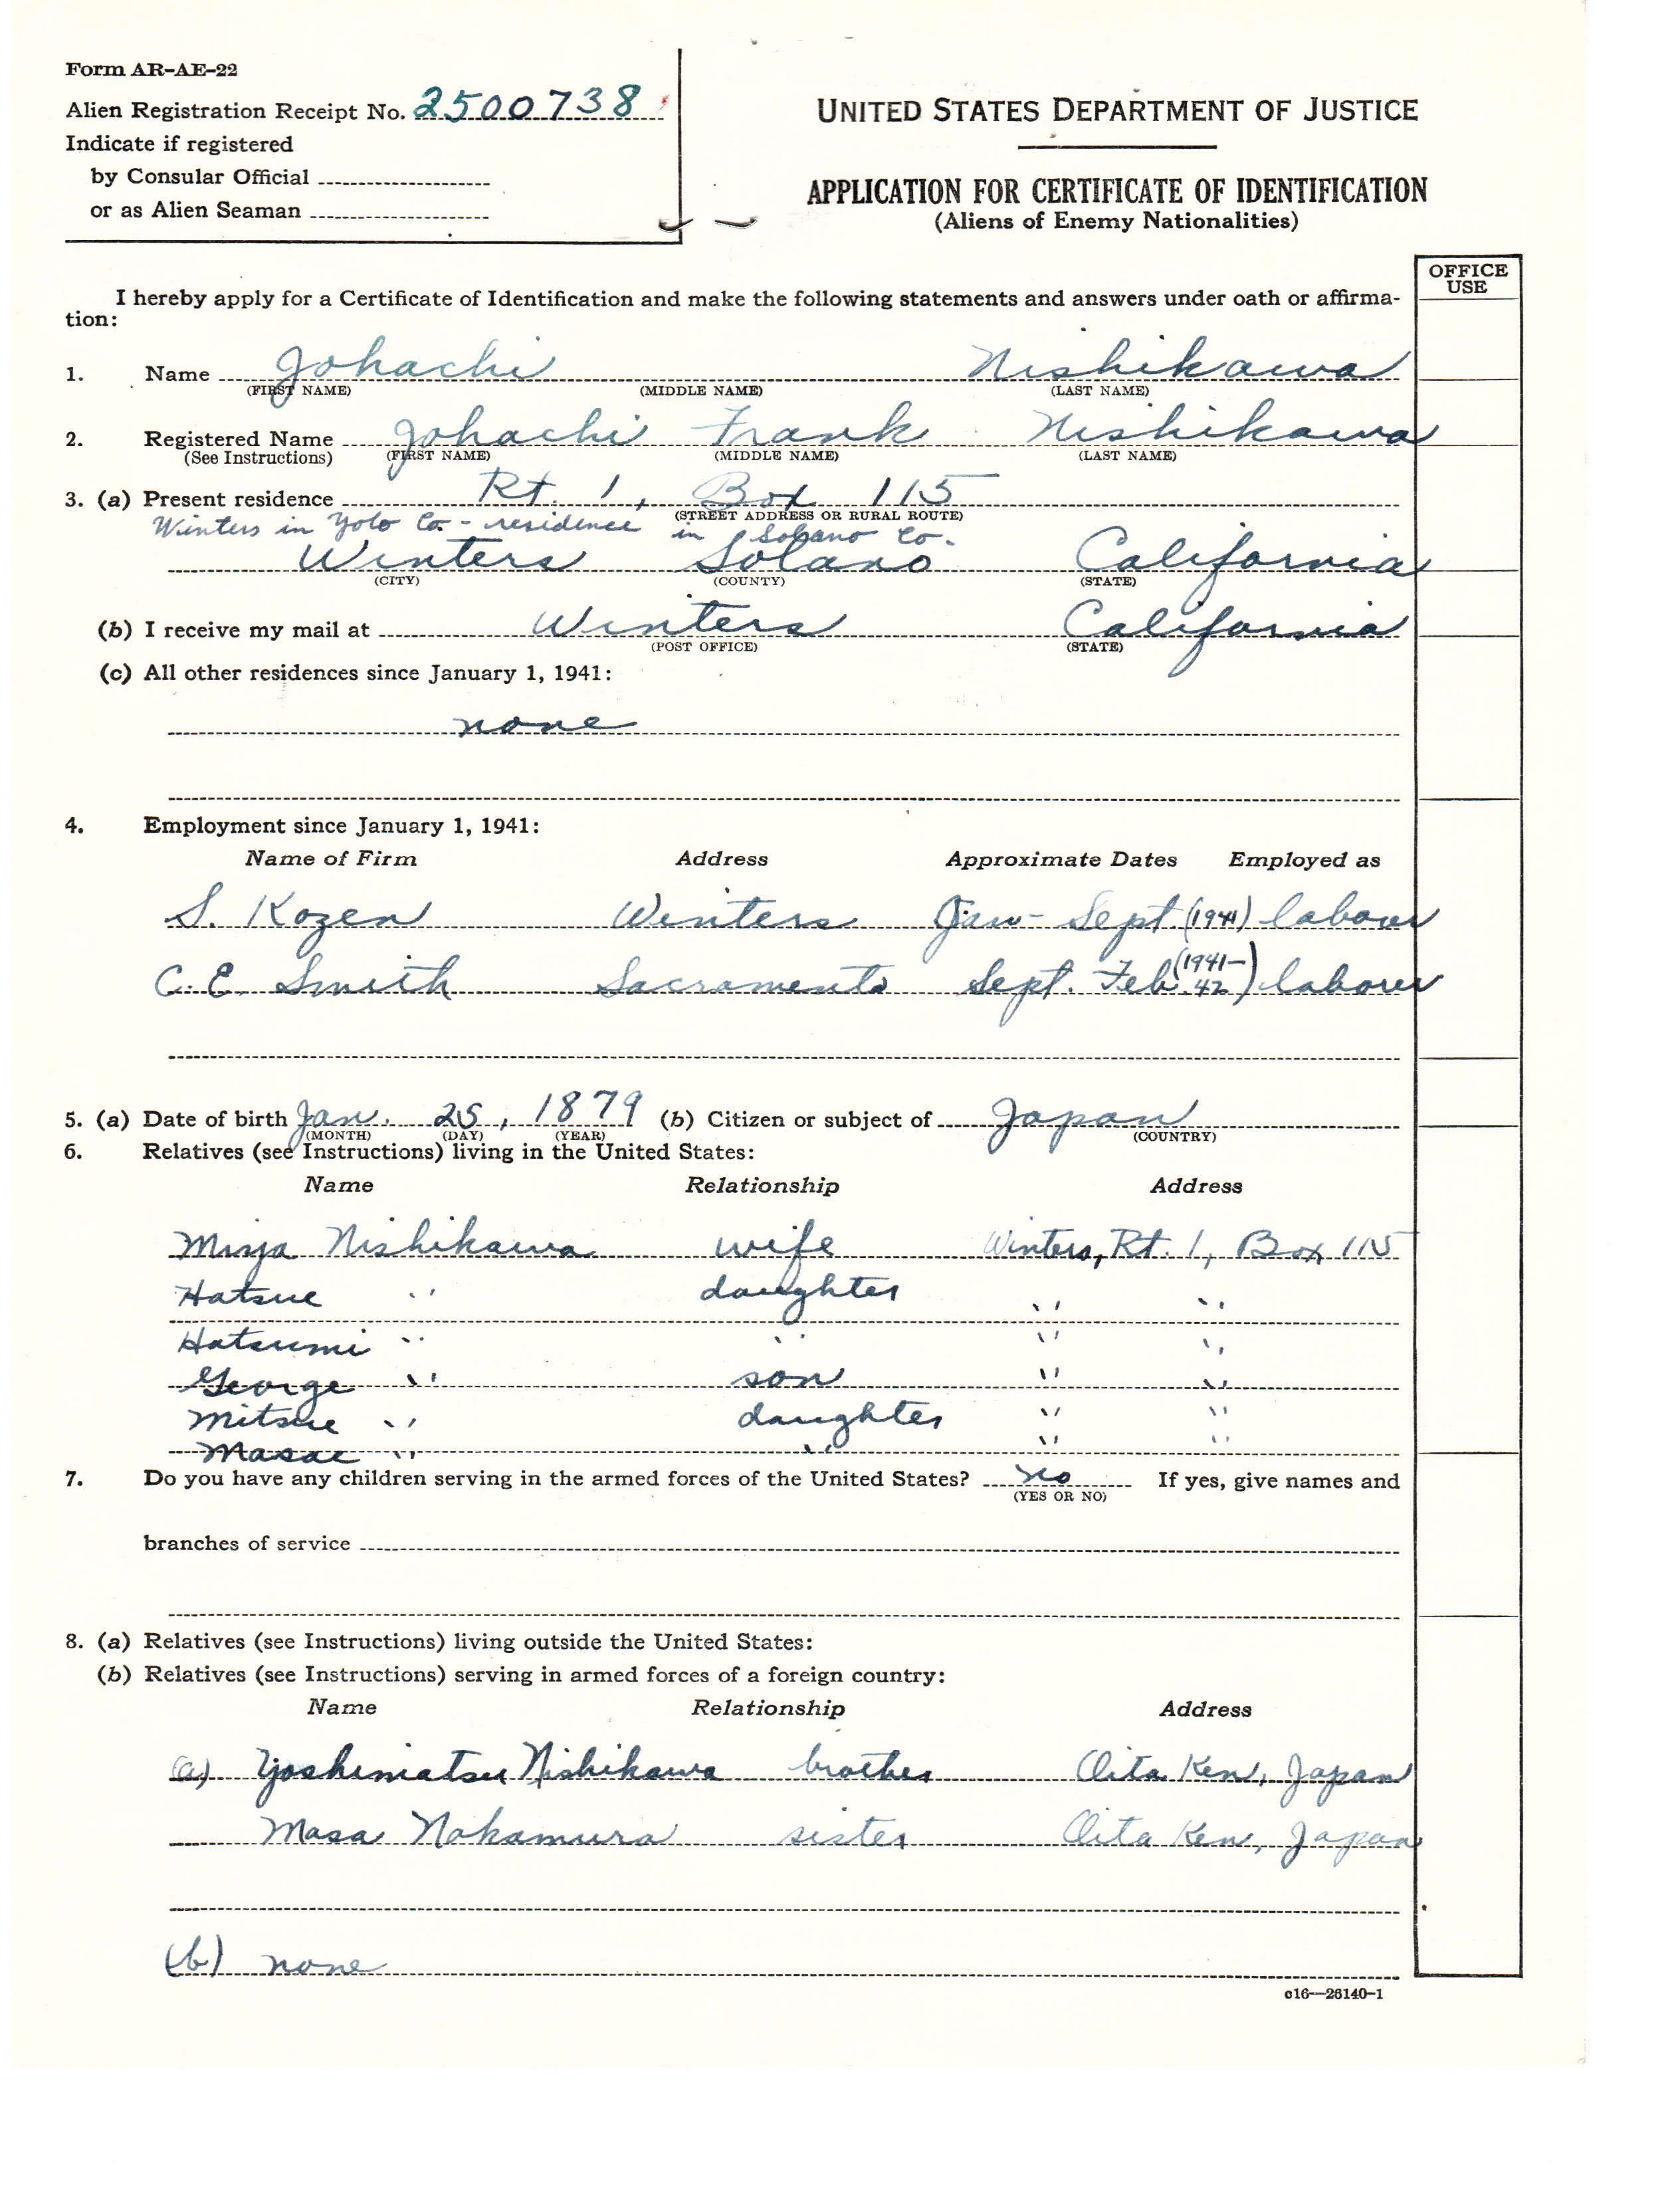 Form AR-AE-22
Alien Registration Receipt No. 2500738
Indicate if registered
by Consular Official
or as Alien Seaman
UNITED STATES DEPARTMENT OF JUSTICE
APPLICATION FOR CERTIFICATE OF IDENTIFICATION
(Aliens of Enemy Nationalities)
OFFICE
USE
I hereby apply for a Certificate of Identification and make the following statements and answers under oath or affirma-
tion:
1. Name Johachi Nishikawa
(FIRST NAME) (MIDDLE NAME) (LAST NAME)
2. Registered Name Johachi Frank Nishikawa
(See Instructions) (FIRST NAME) (MIDDLE NAME) (LAST NAME)
3. (a) Present residence Rt. 1, Box 115
(STREET ADDRESS OR RURAL ROUTE)
Winters in Yolo Co. - residence in Solano Co.
Winters Solano California
(CITY) (COUNTY) (STATE)
(b) I receive my mail at Winters California
(POST OFFICE) (STATE)
(c) All other residences since January 1, 1941:
none
4. Employment since January 1, 1941:
Name of Firm Address Approximate Dates Employed as
S. Kozen Winters Jan - Sept. (1941) laborer
C. E. Smith Sacramento Sept. Feb. (1941-42) laborer
5. (a) Date of birth Jan. 25, 1879 (b) Citizen or subject of Japan
(MONTH) (DAY) (YEAR) (COUNTRY)
6. Relatives (see Instructions) living in the United States:
Name Relationship Address
Misya Nishikawa wife Winters, Rt. 1, Box 115
Hatsue " daughter " "
Hatsumi " " " "
George " son " "
Mitsue " daughter " "
Masae " " " "
7. Do you have any children serving in the armed forces of the United States? No If yes, give names and
(YES OR NO)
branches of service
8. (a) Relatives (see Instructions) living outside the United States:
(b) Relatives (see Instructions) serving in armed forces of a foreign country:
Name Relationship Address
(a) Yoshimatsu Nishikawa brother Oita Ken, Japan
Masa Nakamura sister Oita Ken, Japan
(b) none
c16—26140-1